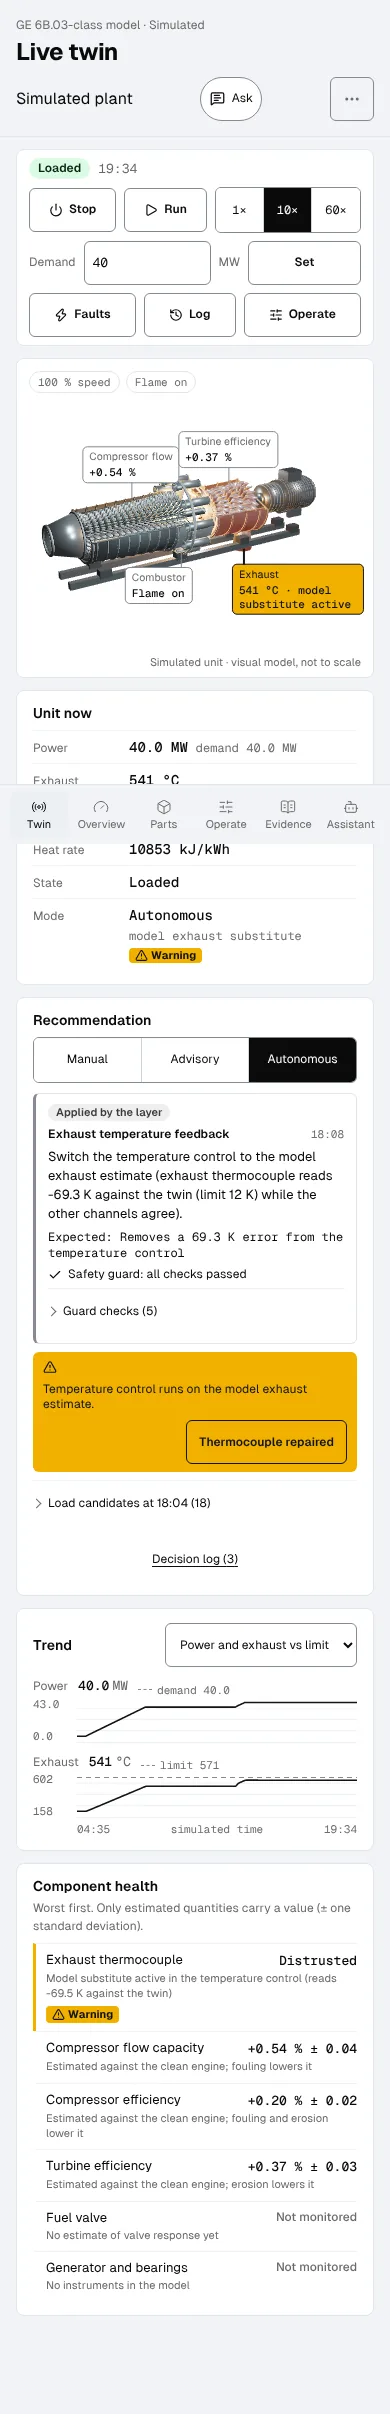 GE 6B.03-class model · Simulated
Live twin
Simulated plant
Ask
Loaded 19:34
Stop
Run
1×
10×
60×
Demand
40
MW
Set
Faults
Log
Operate
100 % speed
Flame on
Turbine efficiency
+0.37 %
Compressor flow
+0.54 %
Combustor
Flame on
Exhaust
541 °C · model
substitute active
Simulated unit · visual model, not to scale
Unit now
Power 40.0 MW demand 40.0 MW
Exhaust 541 °C
Twin
Overview
Parts
Operate
Evidence
Assistant
Heat rate 10853 kJ/kWh
State Loaded
Mode Autonomous
model exhaust substitute
Warning
Recommendation
Manual
Advisory
Autonomous
Applied by the layer
Exhaust temperature feedback 18:08
Switch the temperature control to the model
exhaust estimate (exhaust thermocouple reads
-69.3 K against the twin (limit 12 K) while the
other channels agree).
Expected: Removes a 69.3 K error from the
temperature control
Safety guard: all checks passed
Guard checks (5)
Temperature control runs on the model exhaust
estimate.
Thermocouple repaired
Load candidates at 18:04 (18)
Decision log (3)
Trend
Power and exhaust vs limit
Power 40.0 MW --- demand 40.0
43.0
0.0
Exhaust 541 °C --- limit 571
602
158
04:35 simulated time 19:34
Component health
Worst first. Only estimated quantities carry a value (± one
standard deviation).
Exhaust thermocouple Distrusted
Model substitute active in the temperature control (reads
-69.5 K against the twin)
Warning
Compressor flow capacity +0.54 % ± 0.04
Estimated against the clean engine; fouling lowers it
Compressor efficiency +0.20 % ± 0.02
Estimated against the clean engine; fouling and erosion
lower it
Turbine efficiency +0.37 % ± 0.03
Estimated against the clean engine; erosion lowers it
Fuel valve Not monitored
No estimate of valve response yet
Generator and bearings Not monitored
No instruments in the model